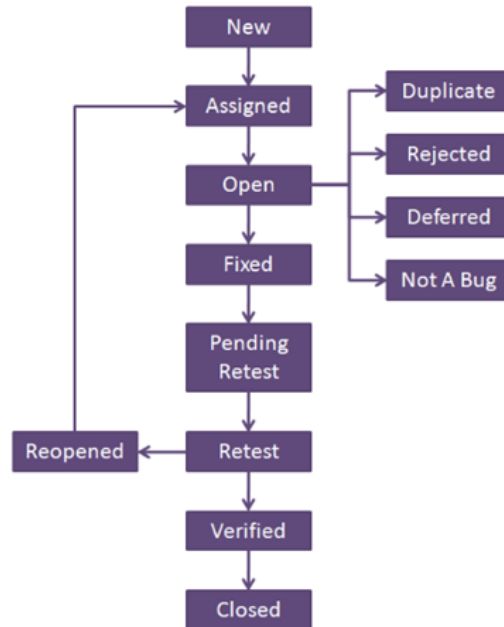 New
Assigned
Duplicate
Rejected
Open
Deferred
Fixed
Not A Bug
Pending
Retest
Reopened
Retest
Verified
Closed